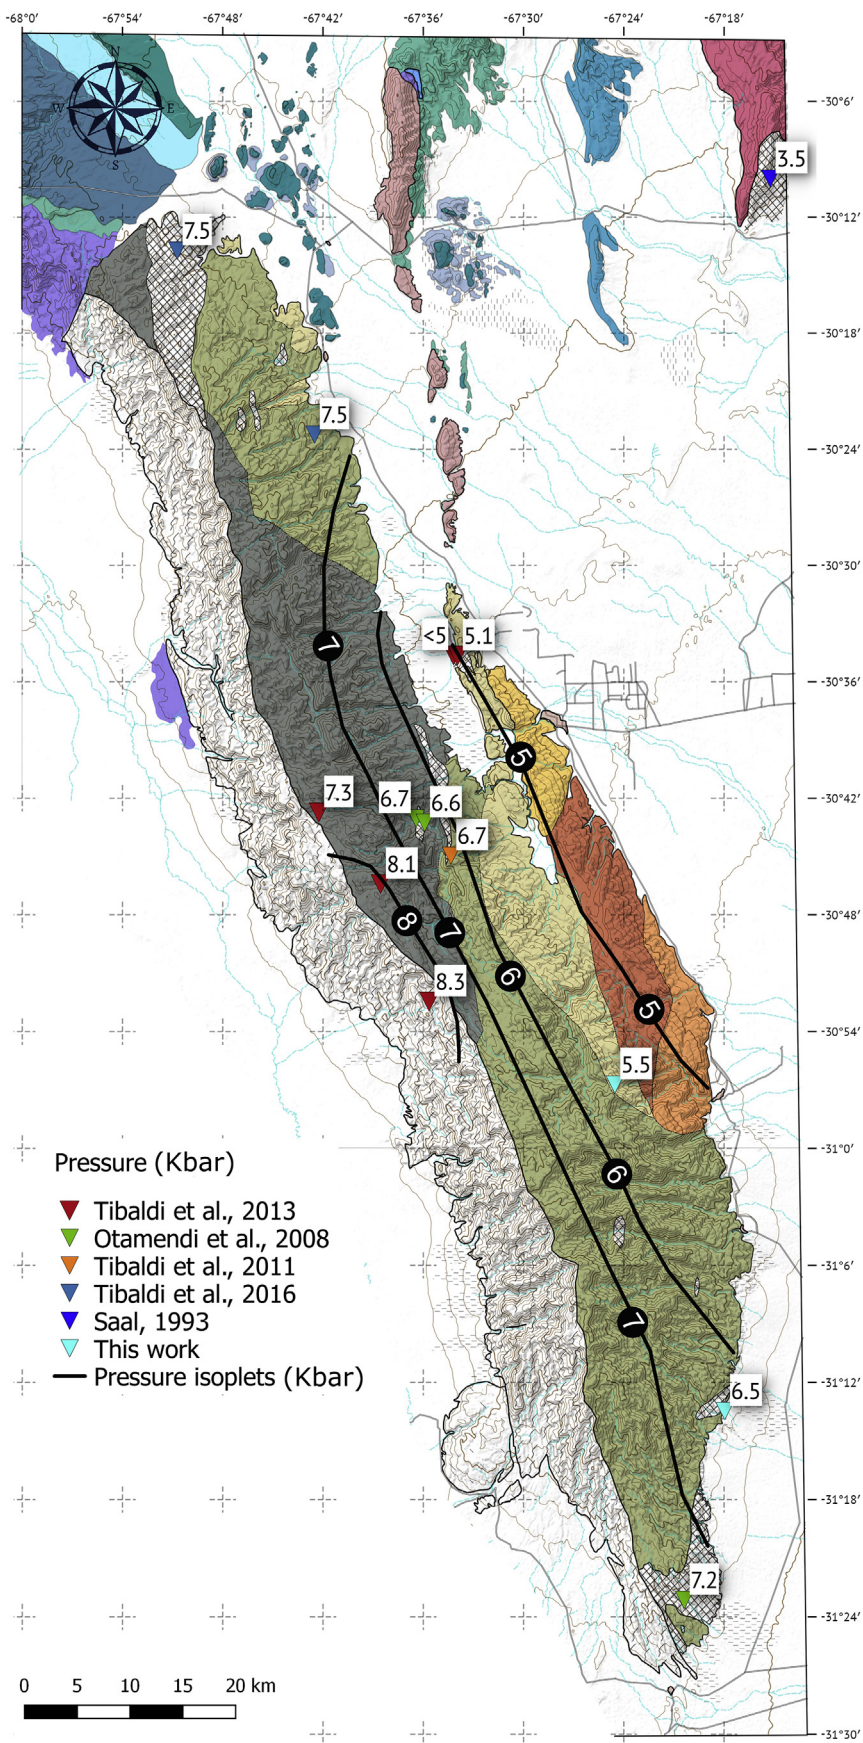 -68°0' -67°54' -67°48' -67°42' -67°36' -67°30' -67°24' -67°18'
N
W E
S
-30°6'
3.5
-30°12'
7.5
-30°18'
7.5
-30°24'
-30°30'
<5 5.1
7
-30°36'
5
7.3 6.7 6.6
-30°42'
6.7
8.1
8 7
-30°48'
6
8.3
5
-30°54'
5.5
-31°0'
6
Pressure (Kbar)
Tibaldi et al., 2013
Otamendi et al., 2008
Tibaldi et al., 2011
Tibaldi et al., 2016
Saal, 1993
This work
Pressure isoplets (Kbar)
-31°6'
7
-31°12'
6.5
-31°18'
7.2
-31°24'
0 5 10 15 20 km
-31°30'